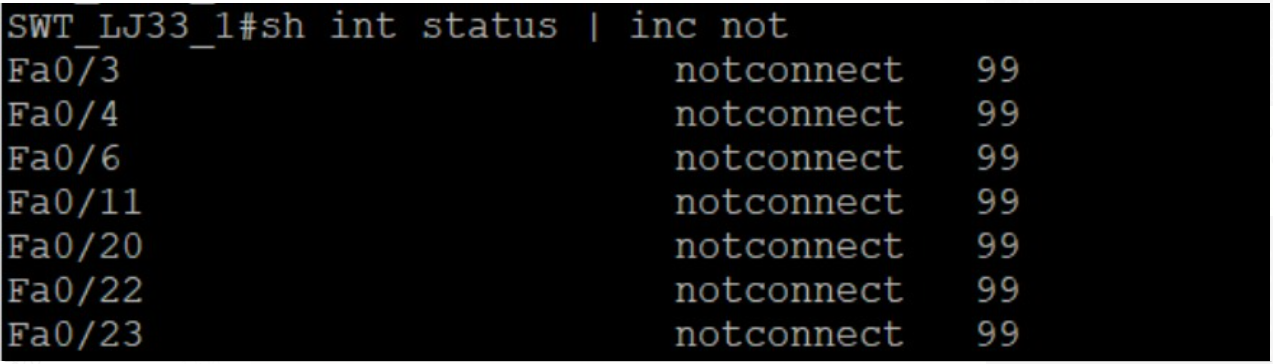 SWT_LJ33_1#sh int status | inc not
Fa0/3 notconnect 99
Fa0/4 notconnect 99
Fa0/6 notconnect 99
Fa0/11 notconnect 99
Fa0/20 notconnect 99
Fa0/22 notconnect 99
Fa0/23 notconnect 99